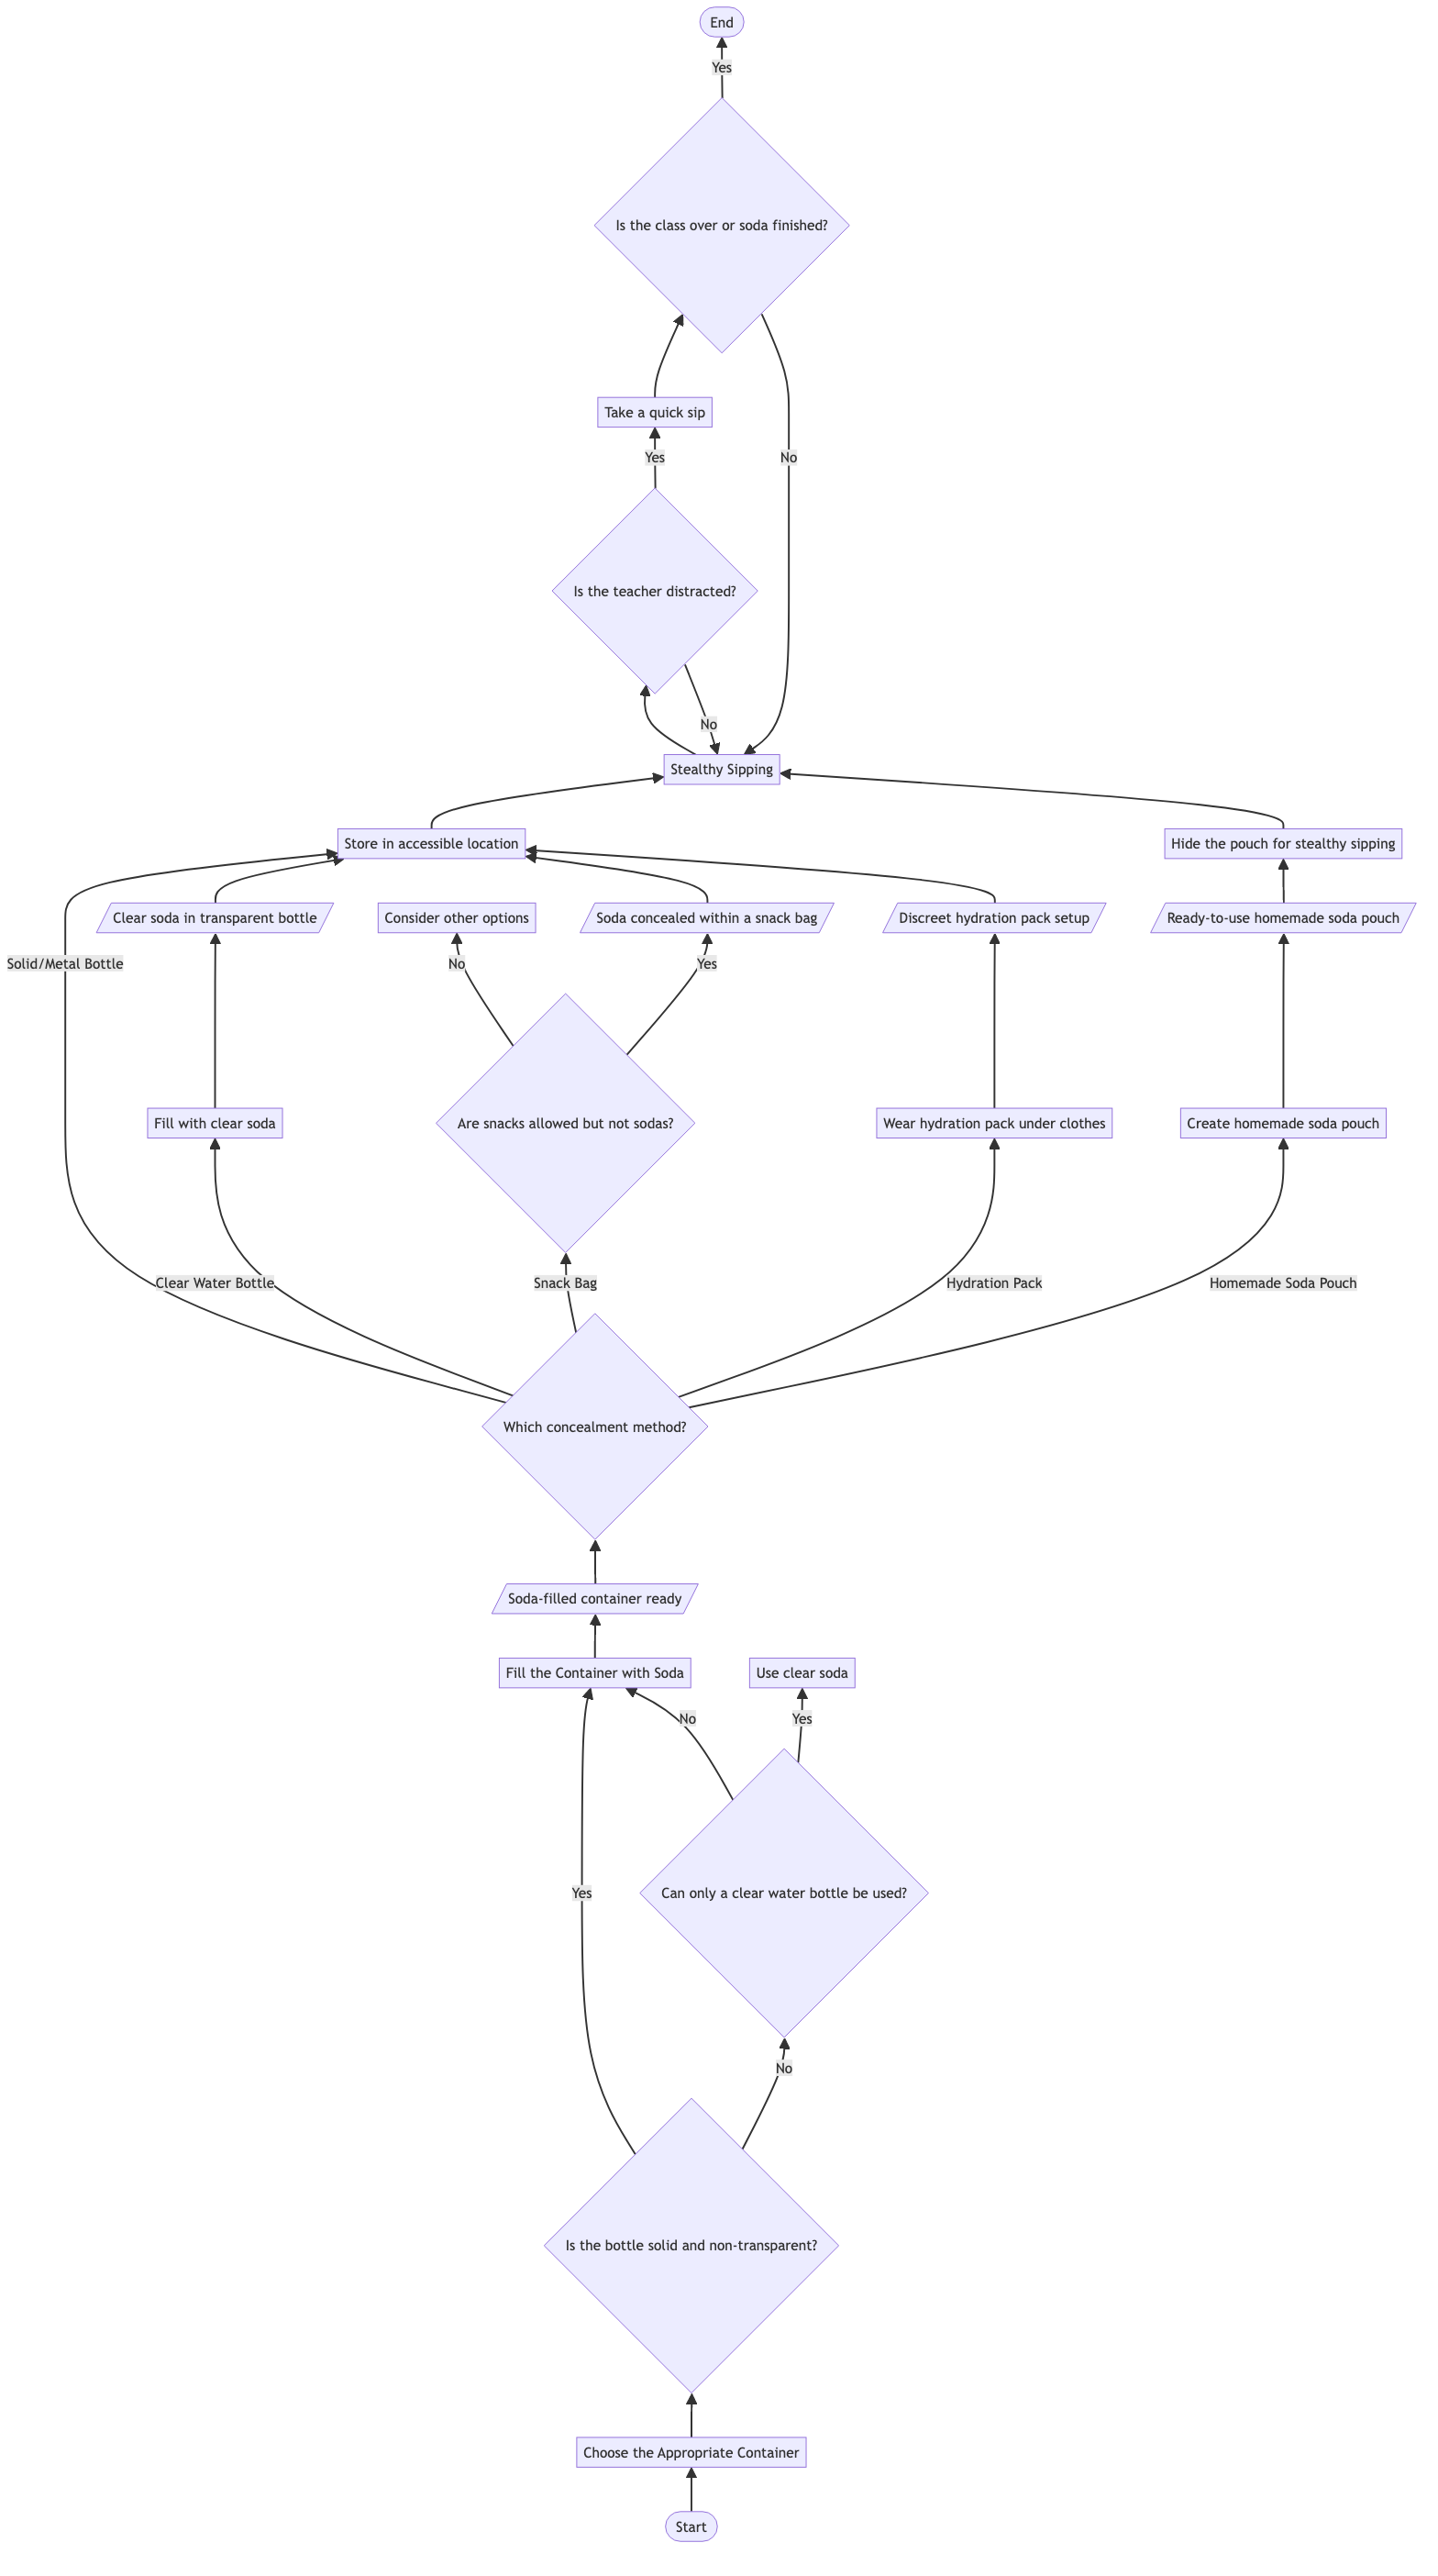 End
Yes
Is the class over or soda finished?
Take a quick sip
Yes
No
Is the teacher distracted?
No
Stealthy Sipping
Store in accessible location
Hide the pouch for stealthy sipping
Clear soda in transparent bottle
Consider other options
Soda concealed within a snack bag
Discreet hydration pack setup
Ready-to-use homemade soda pouch
Solid/Metal Bottle
No
Yes
Fill with clear soda
Are snacks allowed but not sodas?
Wear hydration pack under clothes
Create homemade soda pouch
Clear Water Bottle
Snack Bag
Hydration Pack
Homemade Soda Pouch
Which concealment method?
Soda-filled container ready
Fill the Container with Soda
Use clear soda
No
Yes
Yes
Can only a clear water bottle be used?
No
Is the bottle solid and non-transparent?
Choose the Appropriate Container
Start